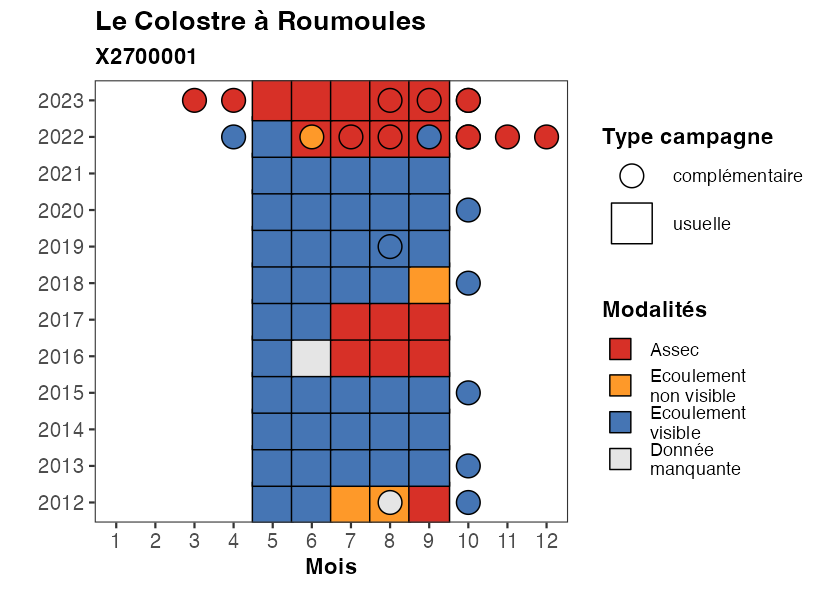 Le Colostre à Roumoules
X2700001
2023
2022
2021
2020
2019
2018
2017
2016
2015
2014
2013
2012
1 2 3 4 5 6 7 8 9 10 11 12
Mois
Type campagne
complémentaire
usuelle
Modalités
Assec
Ecoulement
non visible
Ecoulement
visible
Donnée
manquante